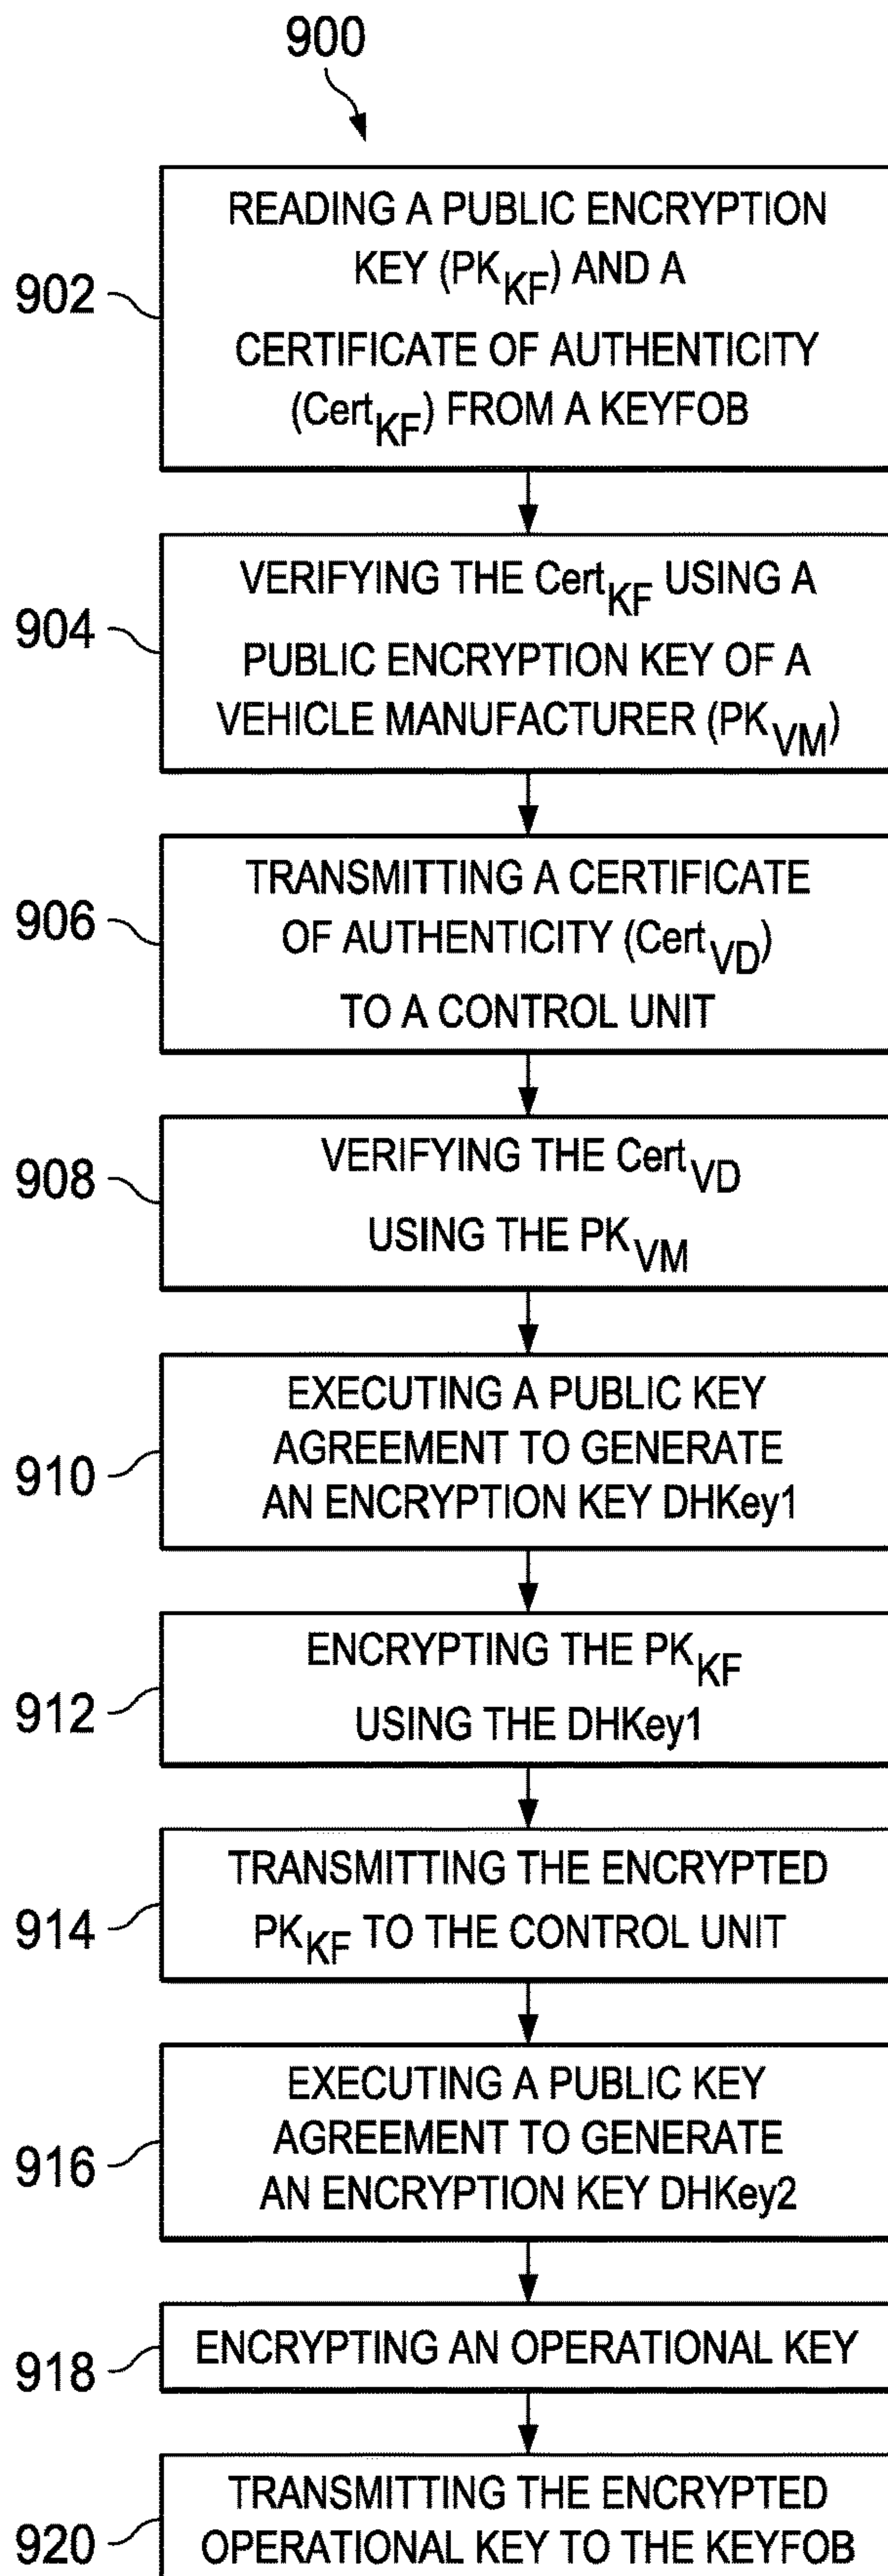 900
902
READING A PUBLIC ENCRYPTION
KEY (PKKF) AND A
CERTIFICATE OF AUTHENTICITY
(CertKF) FROM A KEYFOB
904
VERIFYING THE CertKF USING A
PUBLIC ENCRYPTION KEY OF A
VEHICLE MANUFACTURER (PKVM)
906
TRANSMITTING A CERTIFICATE
OF AUTHENTICITY (CertVD)
TO A CONTROL UNIT
908
VERIFYING THE CertVD
USING THE PKVM
910
EXECUTING A PUBLIC KEY
AGREEMENT TO GENERATE
AN ENCRYPTION KEY DHKey1
912
ENCRYPTING THE PKKF
USING THE DHKey1
914
TRANSMITTING THE ENCRYPTED
PKKF TO THE CONTROL UNIT
916
EXECUTING A PUBLIC KEY
AGREEMENT TO GENERATE
AN ENCRYPTION KEY DHKey2
918
ENCRYPTING AN OPERATIONAL KEY
920
TRANSMITTING THE ENCRYPTED
OPERATIONAL KEY TO THE KEYFOB